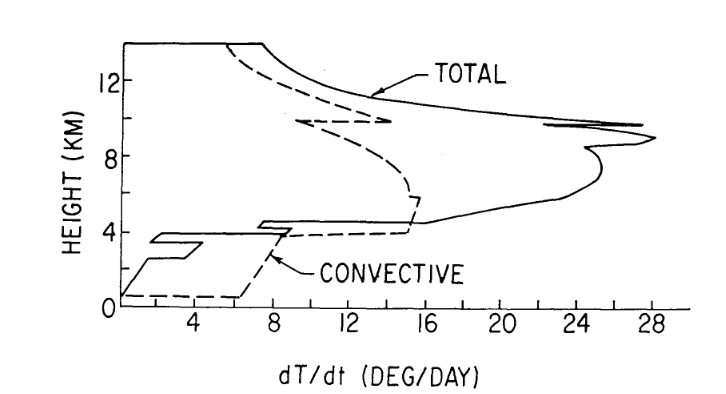 TOTAL
12
8
4
0
HEIGHT (KM)
CONVECTIVE
4
8
12
16
20
24
28
dT/dt (DEG/DAY)